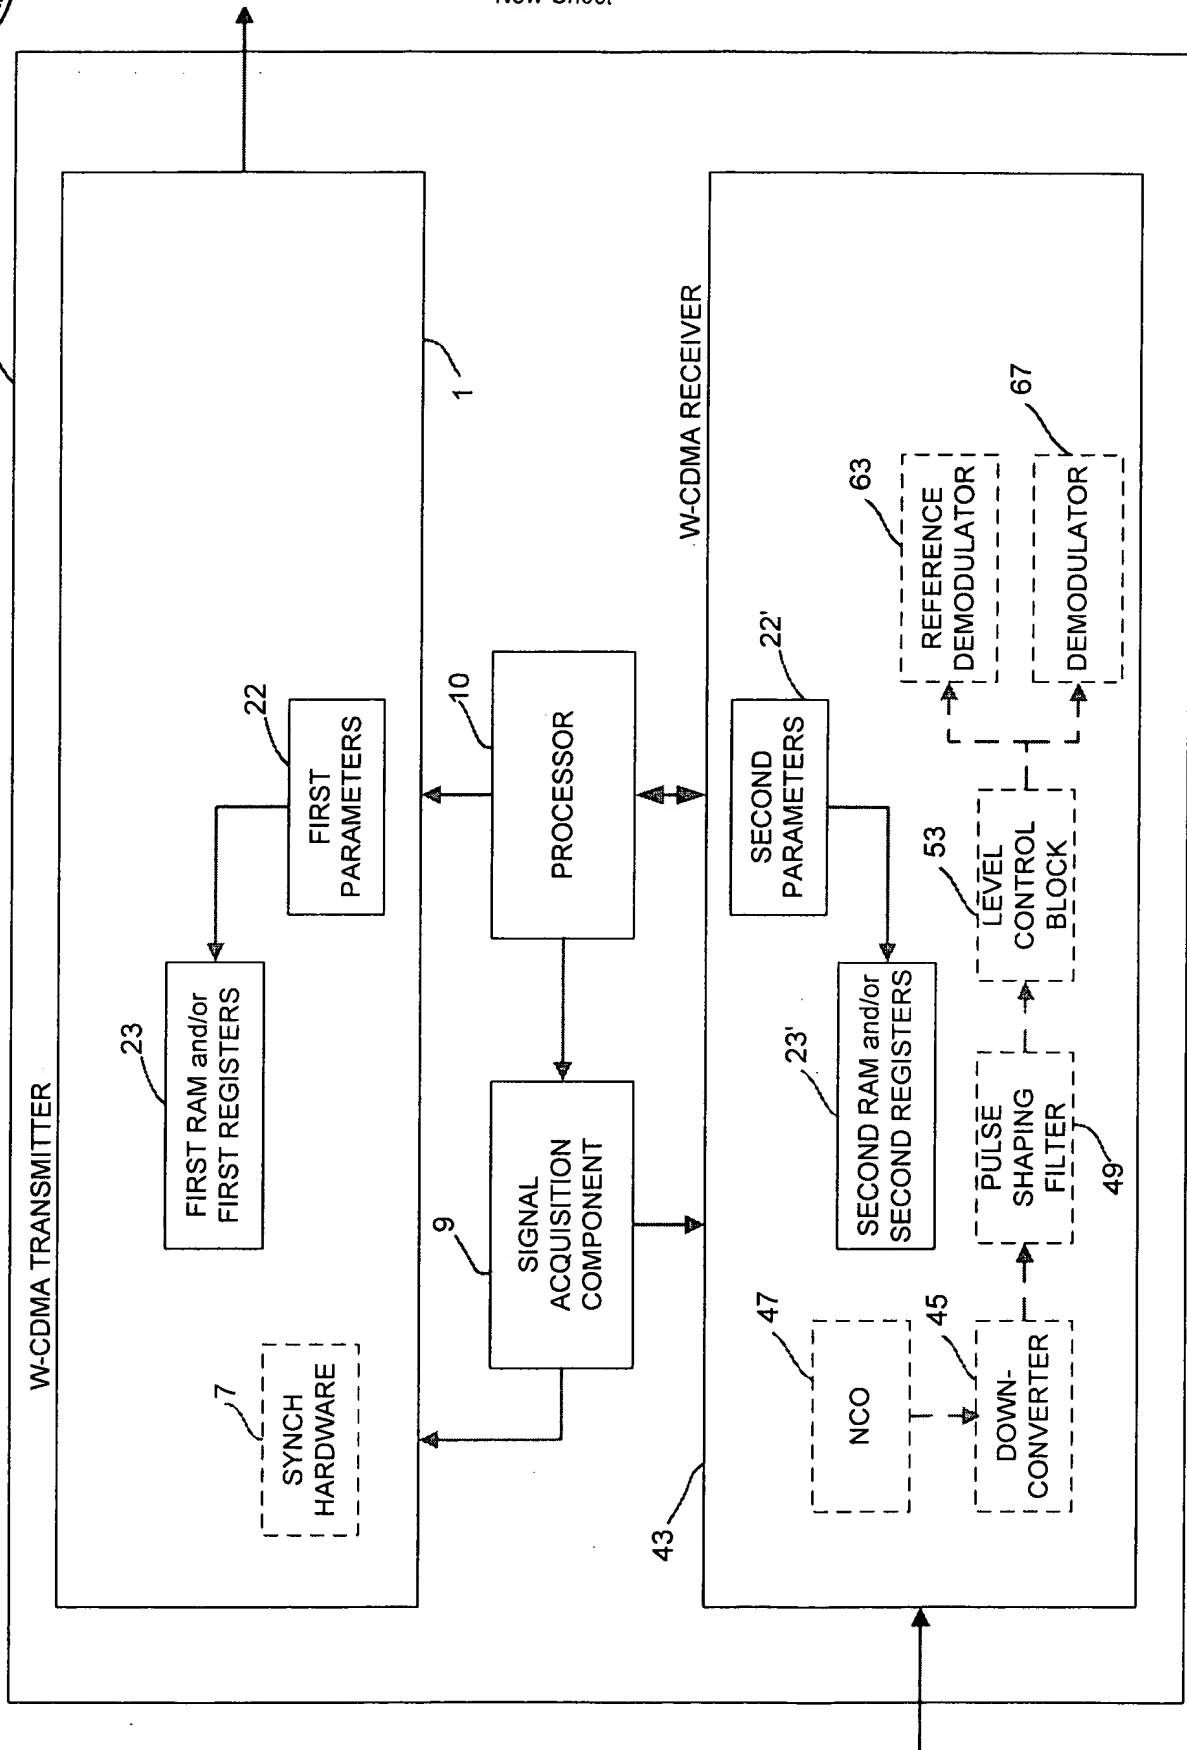 W-CDMA TRANSMITTER
7
SYNCH
HARDWARE
23
FIRST RAM and/or
FIRST REGISTERS
22
FIRST
PARAMETERS
1
9
SIGNAL
ACQUISITION
COMPONENT
10
PROCESSOR
W-CDMA RECEIVER
43
47
NCO
45
DOWN-
CONVERTER
23'
SECOND RAM and/or
SECOND REGISTERS
22'
SECOND
PARAMETERS
PULSE
SHAPING
FILTER
49
53
LEVEL
CONTROL
BLOCK
63
REFERENCE
DEMODULATOR
67
DEMODULATOR